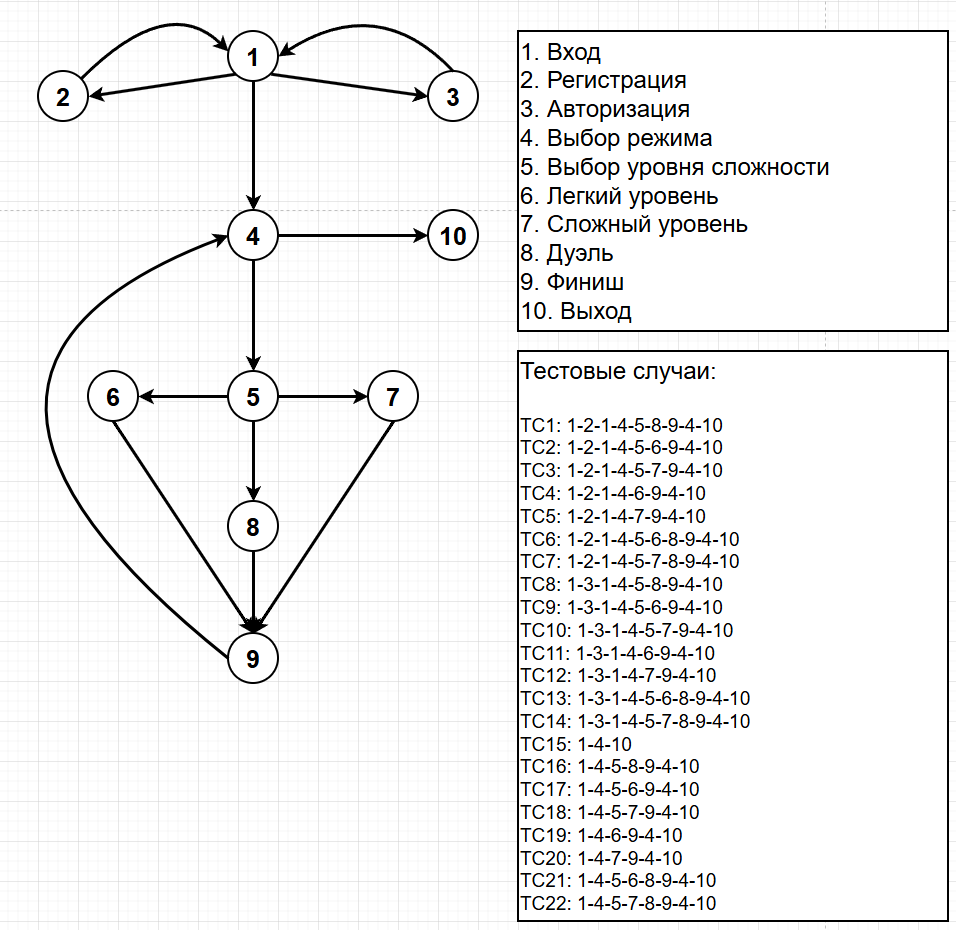 1
2
3
4
10
6
5
7
8
9
1. Вход
2. Регистрация
3. Авторизация
4. Выбор режима
5. Выбор уровня сложности
6. Легкий уровень
7. Сложный уровень
8. Дуэль
9. Финиш
10. Выход
Тестовые случаи:
TC1: 1-2-1-4-5-8-9-4-10
TC2: 1-2-1-4-5-6-9-4-10
TC3: 1-2-1-4-5-7-9-4-10
TC4: 1-2-1-4-6-9-4-10
TC5: 1-2-1-4-7-9-4-10
TC6: 1-2-1-4-5-6-8-9-4-10
TC7: 1-2-1-4-5-7-8-9-4-10
TC8: 1-3-1-4-5-8-9-4-10
TC9: 1-3-1-4-5-6-9-4-10
TC10: 1-3-1-4-5-7-9-4-10
TC11: 1-3-1-4-6-9-4-10
TC12: 1-3-1-4-7-9-4-10
TC13: 1-3-1-4-5-6-8-9-4-10
TC14: 1-3-1-4-5-7-8-9-4-10
TC15: 1-4-10
TC16: 1-4-5-8-9-4-10
TC17: 1-4-5-6-9-4-10
TC18: 1-4-5-7-9-4-10
TC19: 1-4-6-9-4-10
TC20: 1-4-7-9-4-10
TC21: 1-4-5-6-8-9-4-10
TC22: 1-4-5-7-8-9-4-10